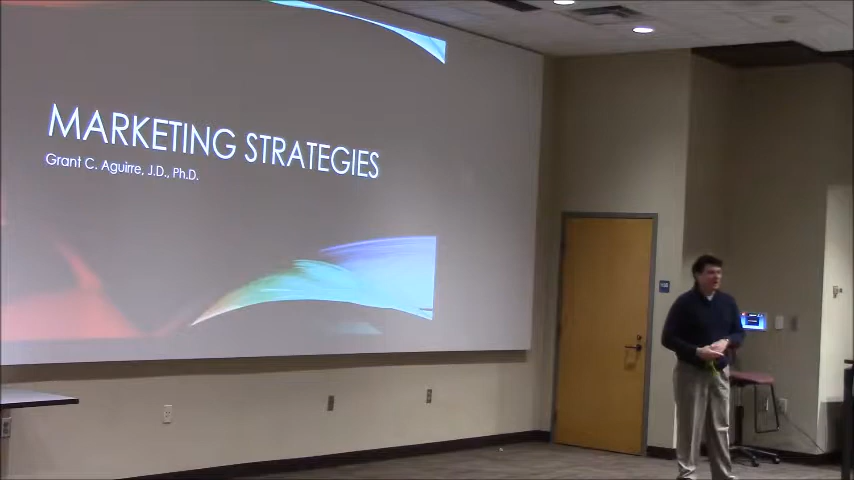 MARKETING STRATEGIES
Grant C. Aguirre, J.D., Ph.D.